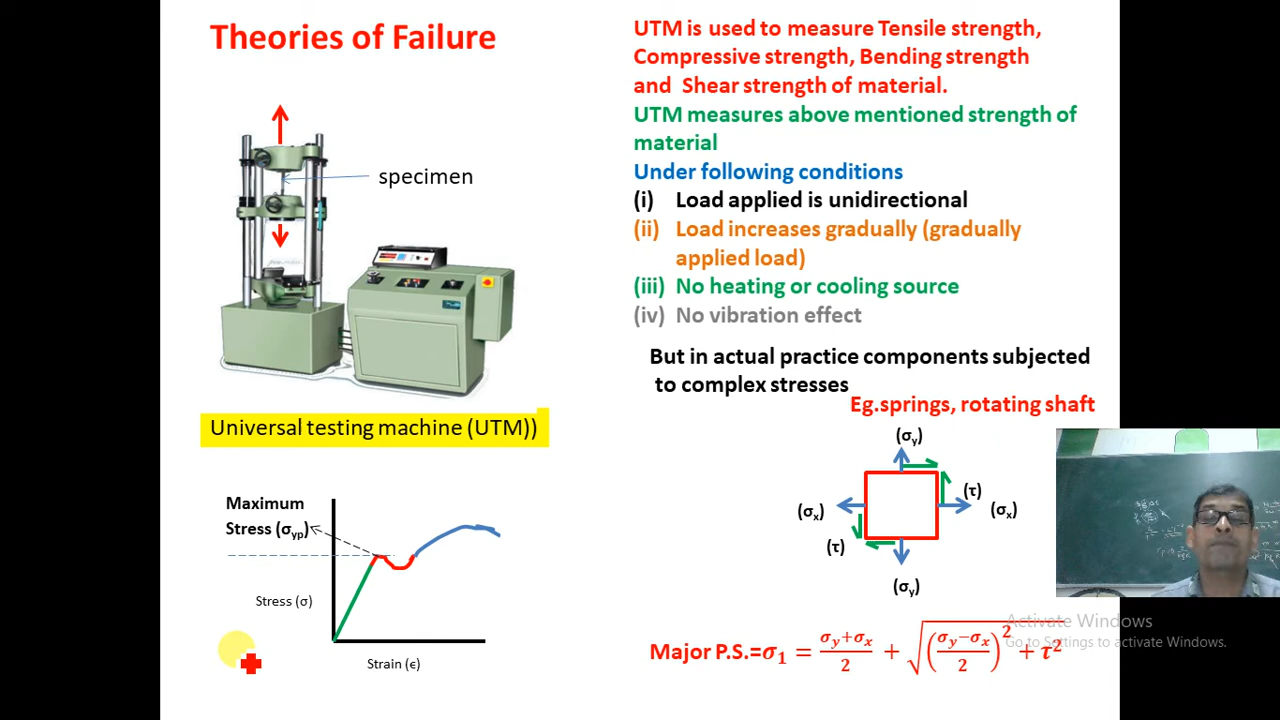 Theories of Failure
specimen
Universal testing machine (UTM))
Maximum
Stress (σyp)
Stress (σ)
Strain (ϵ)
UTM is used to measure Tensile strength,
Compressive strength, Bending strength
and Shear strength of material.
UTM measures above mentioned strength of
material
Under following conditions
(i) Load applied is unidirectional
(ii) Load increases gradually (gradually
applied load)
(iii) No heating or cooling source
(iv) No vibration effect
But in actual practice components subjected
to complex stresses
Eg.springs, rotating shaft
(σy)
(τ)
(σx)
(σx)
(τ)
(σy)
Major P.S.=σ1 = (σy+σx)/2 + √(((σy−σx)/2)² + τ²)
Activate Windows
Go to Settings to activate Windows.